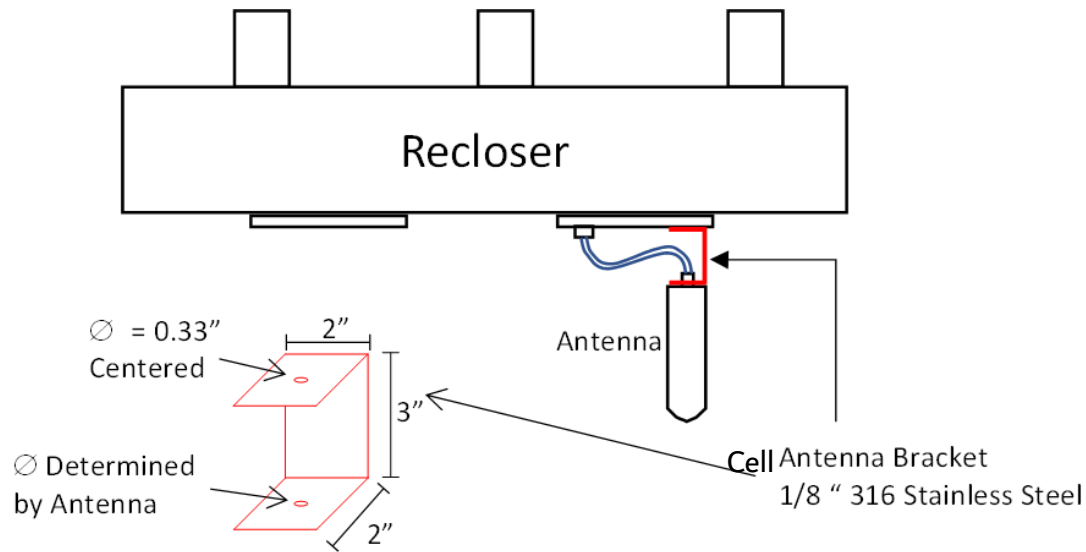 Recloser
Antenna
∅ = 0.33”
Centered
2”
3”
∅ Determined
by Antenna
2”
Cell Antenna Bracket
1/8 “ 316 Stainless Steel